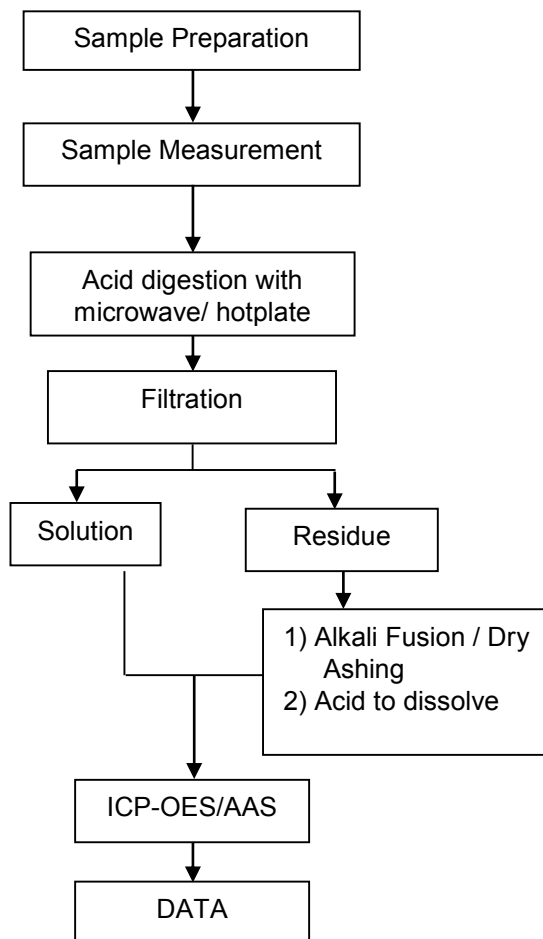 Sample Preparation
Sample Measurement
Acid digestion with
microwave/ hotplate
Filtration
Solution
Residue
1) Alkali Fusion / Dry
Ashing
2) Acid to dissolve
ICP-OES/AAS
DATA